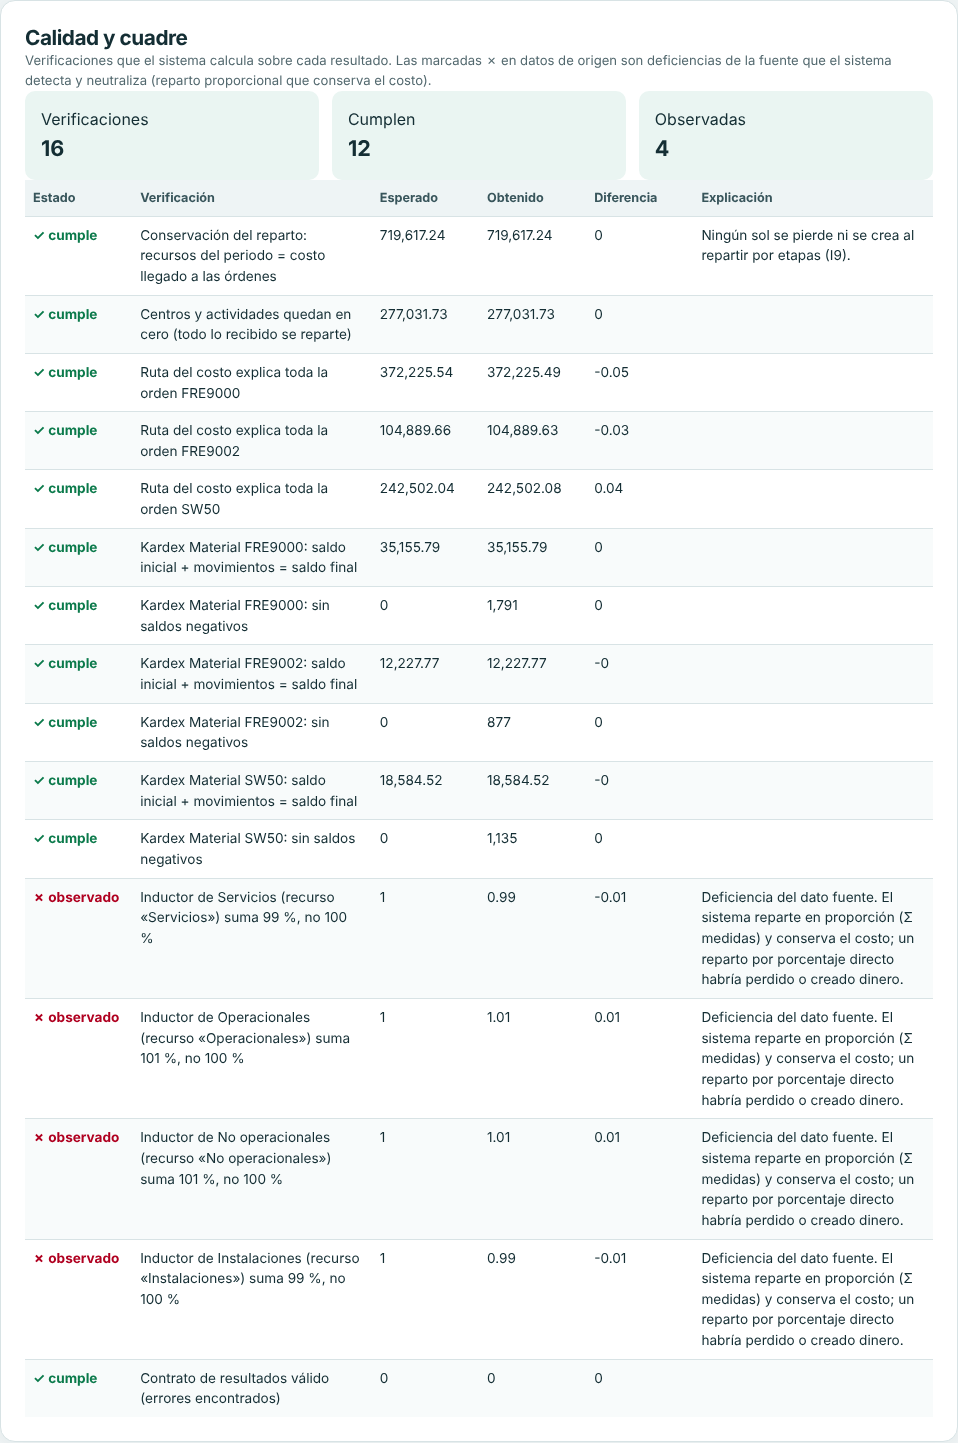 Calidad y cuadre
Verificaciones que el sistema calcula sobre cada resultado. Las marcadas × en datos de origen son deficiencias de la fuente que el sistema
detecta y neutraliza (reparto proporcional que conserva el costo).
Verificaciones
16
Cumplen
12
Observadas
4
Estado Verificación Esperado Obtenido Diferencia Explicación
✓ cumple Conservación del reparto: 719,617.24 719,617.24 0 Ningún sol se pierde ni se crea al
recursos del periodo = costo repartir por etapas (I9).
llegado a las órdenes
✓ cumple Centros y actividades quedan en 277,031.73 277,031.73 0
cero (todo lo recibido se reparte)
✓ cumple Ruta del costo explica toda la 372,225.54 372,225.49 -0.05
orden FRE9000
✓ cumple Ruta del costo explica toda la 104,889.66 104,889.63 -0.03
orden FRE9002
✓ cumple Ruta del costo explica toda la 242,502.04 242,502.08 0.04
orden SW50
✓ cumple Kardex Material FRE9000: saldo 35,155.79 35,155.79 0
inicial + movimientos = saldo final
✓ cumple Kardex Material FRE9000: sin 0 1,791 0
saldos negativos
✓ cumple Kardex Material FRE9002: saldo 12,227.77 12,227.77 -0
inicial + movimientos = saldo final
✓ cumple Kardex Material FRE9002: sin 0 877 0
saldos negativos
✓ cumple Kardex Material SW50: saldo 18,584.52 18,584.52 -0
inicial + movimientos = saldo final
✓ cumple Kardex Material SW50: sin saldos 0 1,135 0
negativos
× observado Inductor de Servicios (recurso 1 0.99 -0.01 Deficiencia del dato fuente. El
«Servicios») suma 99 %, no 100 sistema reparte en proporción (Σ
% medidas) y conserva el costo; un
reparto por porcentaje directo
habría perdido o creado dinero.
× observado Inductor de Operacionales 1 1.01 0.01 Deficiencia del dato fuente. El
(recurso «Operacionales») suma sistema reparte en proporción (Σ
101 %, no 100 % medidas) y conserva el costo; un
reparto por porcentaje directo
habría perdido o creado dinero.
× observado Inductor de No operacionales 1 1.01 0.01 Deficiencia del dato fuente. El
(recurso «No operacionales») sistema reparte en proporción (Σ
suma 101 %, no 100 % medidas) y conserva el costo; un
reparto por porcentaje directo
habría perdido o creado dinero.
× observado Inductor de Instalaciones (recurso 1 0.99 -0.01 Deficiencia del dato fuente. El
«Instalaciones») suma 99 %, no sistema reparte en proporción (Σ
100 % medidas) y conserva el costo; un
reparto por porcentaje directo
habría perdido o creado dinero.
✓ cumple Contrato de resultados válido 0 0 0
(errores encontrados)